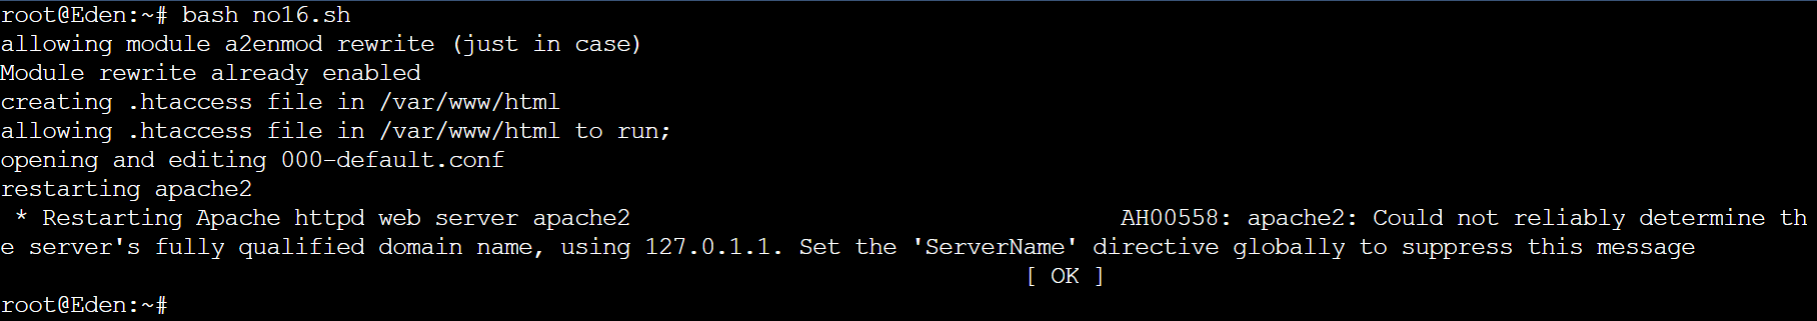 root@Eden:~# bash no16.sh
allowing module a2enmod rewrite (just in case)
Module rewrite already enabled
creating .htaccess file in /var/www/html
allowing .htaccess file in /var/www/html to run;
opening and editing 000-default.conf
restarting apache2
 * Restarting Apache httpd web server apache2                                   AH00558: apache2: Could not reliably determine th
e server's fully qualified domain name, using 127.0.1.1. Set the 'ServerName' directive globally to suppress this message
                                                                         [ OK ]
root@Eden:~#